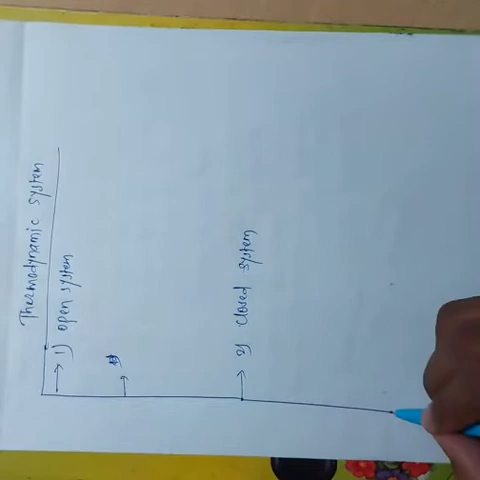 Thermodynamic system
→ 1) open system
→
→ 2) closed system